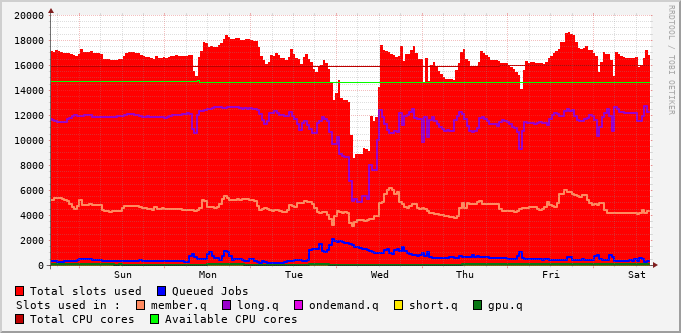 20000
18000
16000
14000
12000
10000
8000
6000
4000
2000
0
Sun Mon Tue Wed Thu Fri Sat
RRDTOOL / TOBI OETIKER
Total slots used Queued Jobs
Slots used in : member.q long.q ondemand.q short.q gpu.q
Total CPU cores Available CPU cores